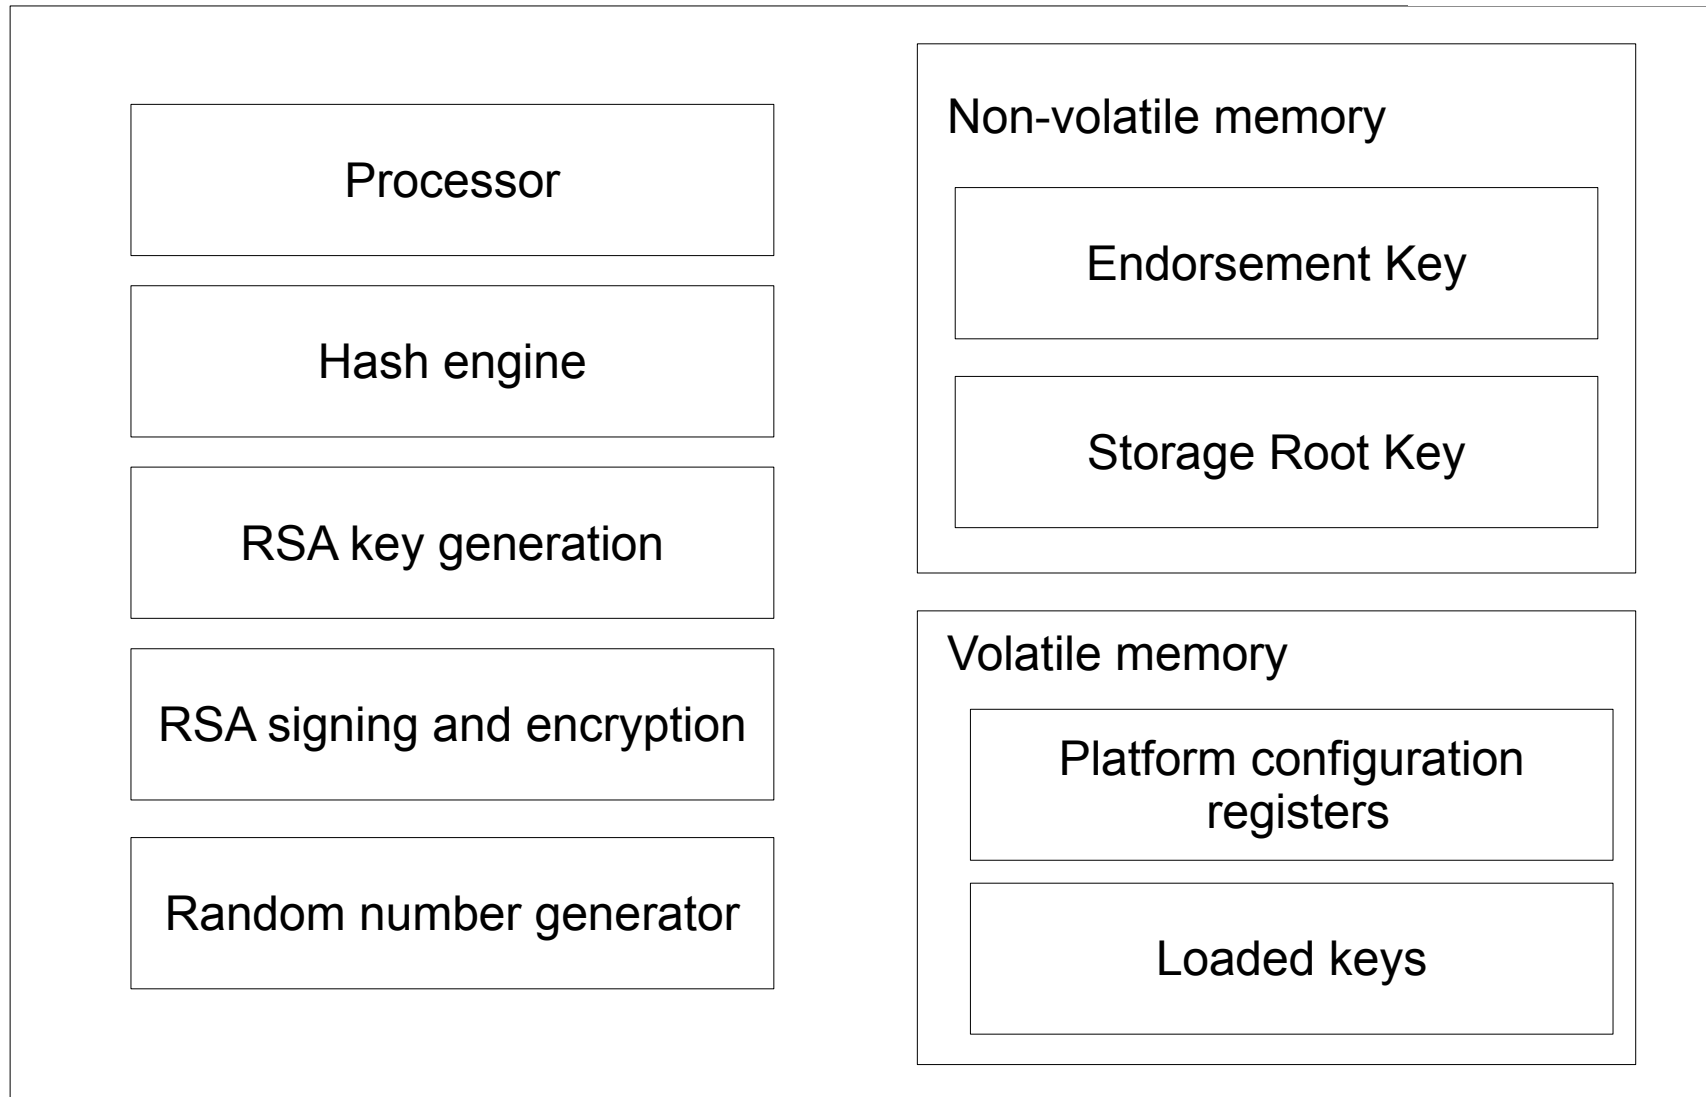 Processor
Hash engine
RSA key generation
RSA signing and encryption
Random number generator
Non-volatile memory
Endorsement Key
Storage Root Key
Volatile memory
Platform configuration
registers
Loaded keys